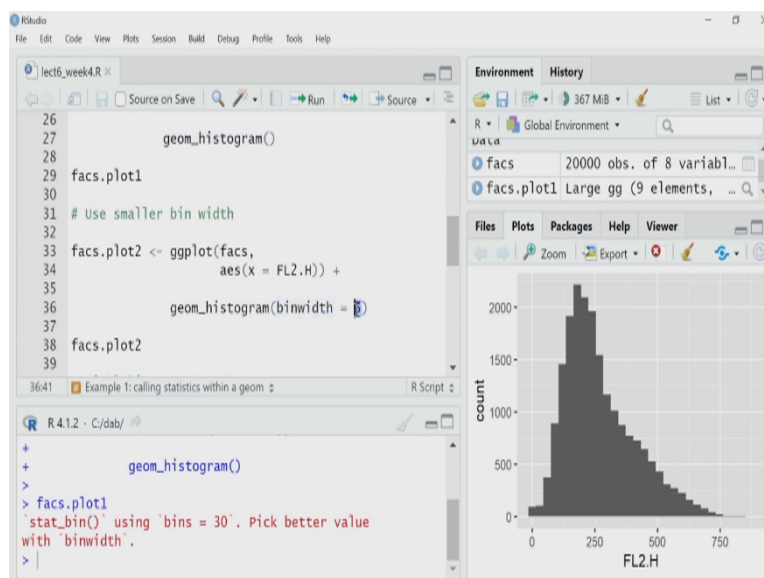 RStudio
File Edit Code View Plots Session Build Debug Profile Tools Help
lect6_week4.R
Source on Save Run Source
26
27 geom_histogram()
28
29 facs.plot1
30
31 # Use smaller bin width
32
33 facs.plot2 <- ggplot(facs,
34 aes(x = FL2.H)) +
35
36 geom_histogram(binwidth = )
37
38 facs.plot2
39
36:41 Example 1: calling statistics within a geom R Script
R 4.1.2 · C:/dab/
+
+ geom_histogram()
>
> facs.plot1
`stat_bin()` using `bins = 30`. Pick better value
with `binwidth`.
>
Environment History
367 MiB List
R Global Environment
Data
facs 20000 obs. of 8 variabl…
facs.plot1 Large gg (9 elements, …
Files Plots Packages Help Viewer
Zoom Export
2000
1500
1000
500
0
count
0 250 500 750
FL2.H